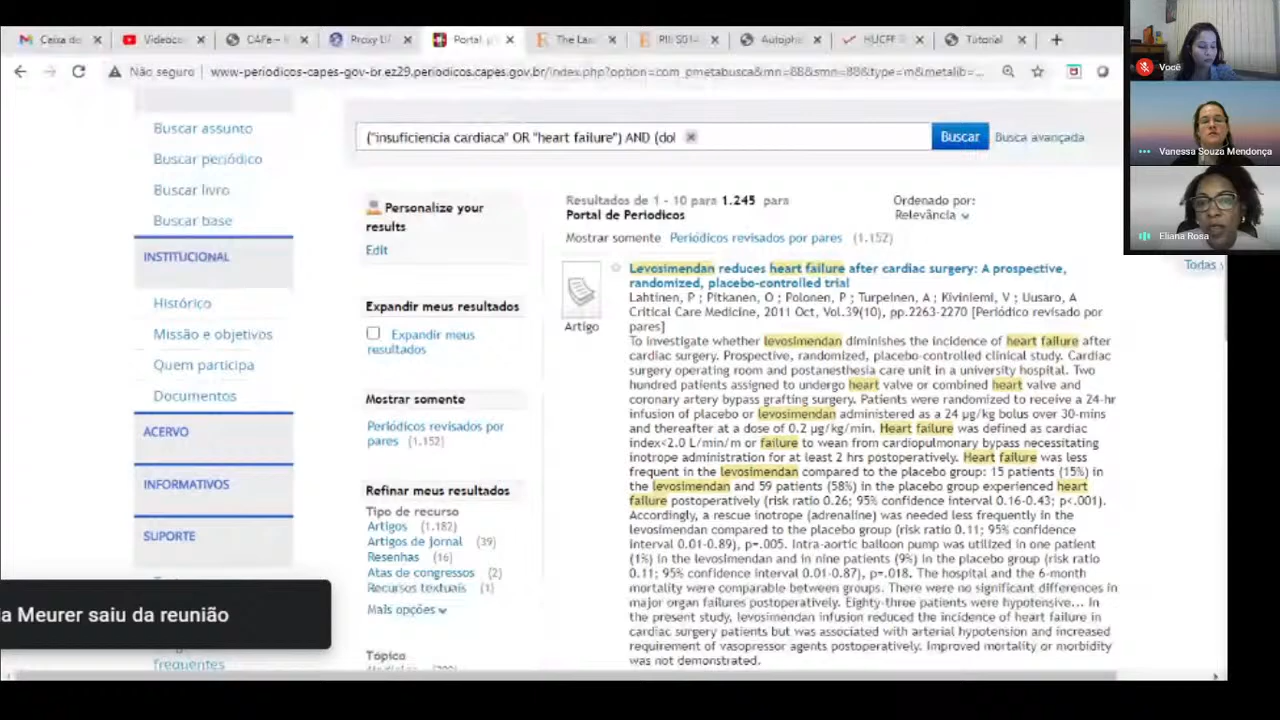 Caixa de
Videoco
CAFe –
Proxy Lif
Portal
The Lan
PII: S014
Autopha
HUCFF
Tutorial
Não seguro
www-periodicos-capes-gov-br.ez29.periodicos.capes.gov.br/index.php?option=com_pmetabusca&mn=88&smn=88&type=m&metalib=...
Você
Vanessa Souza Mendonça
Eliana Rosa
("insuficiencia cardiaca" OR "heart failure") AND (dol
Buscar
Busca avançada
Buscar assunto
Buscar periódico
Buscar livro
Buscar base
INSTITUCIONAL
Histórico
Missão e objetivos
Quem participa
Documentos
ACERVO
INFORMATIVOS
SUPORTE
frequentes
a Meurer saiu da reunião
Personalize your
results
Edit
Expandir meus resultados
Expandir meus
resultados
Mostrar somente
Periódicos revisados por
pares (1.152)
Refinar meus resultados
Tipo de recurso
Artigos (1.182)
Artigos de jornal (39)
Resenhas (16)
Atas de congressos (2)
Recursos textuais (1)
Mais opções
Tópico
Resultados de 1 - 10 para 1.245 para
Portal de Periodicos
Ordenado por:
Relevância
Mostrar somente Periódicos revisados por pares (1.152)
Todas
Artigo
Levosimendan reduces heart failure after cardiac surgery: A prospective,
randomized, placebo-controlled trial
Lahtinen, P ; Pitkanen, O ; Polonen, P ; Turpeinen, A ; Kiviniemi, V ; Uusaro, A
Critical Care Medicine, 2011 Oct, Vol.39(10), pp.2263-2270 [Periódico revisado por
pares]
To investigate whether levosimendan diminishes the incidence of heart failure after
cardiac surgery. Prospective, randomized, placebo-controlled clinical study. Cardiac
surgery operating room and postanesthesia care unit in a university hospital. Two
hundred patients assigned to undergo heart valve or combined heart valve and
coronary artery bypass grafting surgery. Patients were randomized to receive a 24-hr
infusion of placebo or levosimendan administered as a 24 μg/kg bolus over 30-mins
and thereafter at a dose of 0.2 μg/kg/min. Heart failure was defined as cardiac
index<2.0 L/min/m or failure to wean from cardiopulmonary bypass necessitating
inotrope administration for at least 2 hrs postoperatively. Heart failure was less
frequent in the levosimendan compared to the placebo group: 15 patients (15%) in
the levosimendan and 59 patients (58%) in the placebo group experienced heart
failure postoperatively (risk ratio 0.26; 95% confidence interval 0.16-0.43; p<.001).
Accordingly, a rescue inotrope (adrenaline) was needed less frequently in the
levosimendan compared to the placebo group (risk ratio 0.11; 95% confidence
interval 0.01-0.89), p=.005. Intra-aortic balloon pump was utilized in one patient
(1%) in the levosimendan and in nine patients (9%) in the placebo group (risk ratio
0.11; 95% confidence interval 0.01-0.87), p=.018. The hospital and the 6-month
mortality were comparable between groups. There were no significant differences in
major organ failures postoperatively. Eighty-three patients were hypotensive... In
the present study, levosimendan infusion reduced the incidence of heart failure in
cardiac surgery patients but was associated with arterial hypotension and increased
requirement of vasopressor agents postoperatively. Improved mortality or morbidity
was not demonstrated.